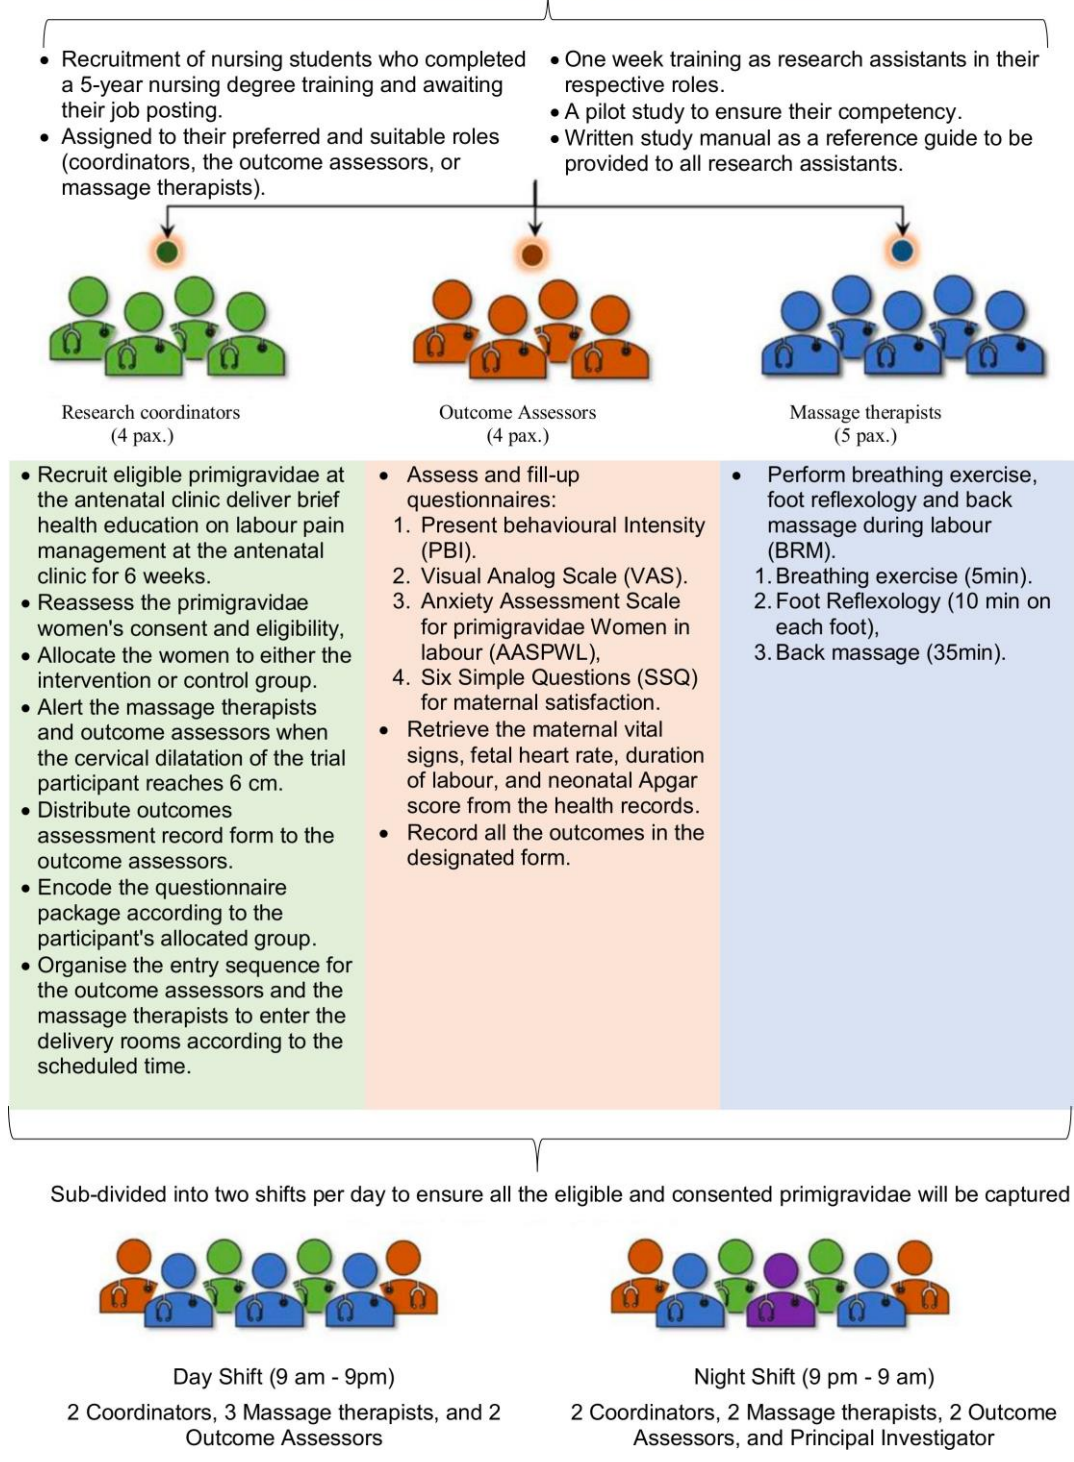 • Recruitment of nursing students who completed
a 5-year nursing degree training and awaiting
their job posting.
• Assigned to their preferred and suitable roles
(coordinators, the outcome assessors, or
massage therapists).
• One week training as research assistants in their
respective roles.
• A pilot study to ensure their competency.
• Written study manual as a reference guide to be
provided to all research assistants.
Research coordinators
(4 pax.)
Outcome Assessors
(4 pax.)
Massage therapists
(5 pax.)
• Recruit eligible primigravidae at
the antenatal clinic deliver brief
health education on labour pain
management at the antenatal
clinic for 6 weeks.
• Reassess the primigravidae
women's consent and eligibility,
• Allocate the women to either the
intervention or control group.
• Alert the massage therapists
and outcome assessors when
the cervical dilatation of the trial
participant reaches 6 cm.
• Distribute outcomes
assessment record form to the
outcome assessors.
• Encode the questionnaire
package according to the
participant's allocated group.
• Organise the entry sequence for
the outcome assessors and the
massage therapists to enter the
delivery rooms according to the
scheduled time.
• Assess and fill-up
questionnaires:
1. Present behavioural Intensity
(PBI).
2. Visual Analog Scale (VAS).
3. Anxiety Assessment Scale
for primigravidae Women in
labour (AASPWL),
4. Six Simple Questions (SSQ)
for maternal satisfaction.
• Retrieve the maternal vital
signs, fetal heart rate, duration
of labour, and neonatal Apgar
score from the health records.
• Record all the outcomes in the
designated form.
• Perform breathing exercise,
foot reflexology and back
massage during labour
(BRM).
1. Breathing exercise (5min).
2. Foot Reflexology (10 min on
each foot),
3. Back massage (35min).
Sub-divided into two shifts per day to ensure all the eligible and consented primigravidae will be captured
Day Shift (9 am - 9pm)
2 Coordinators, 3 Massage therapists, and 2
Outcome Assessors
Night Shift (9 pm - 9 am)
2 Coordinators, 2 Massage therapists, 2 Outcome
Assessors, and Principal Investigator